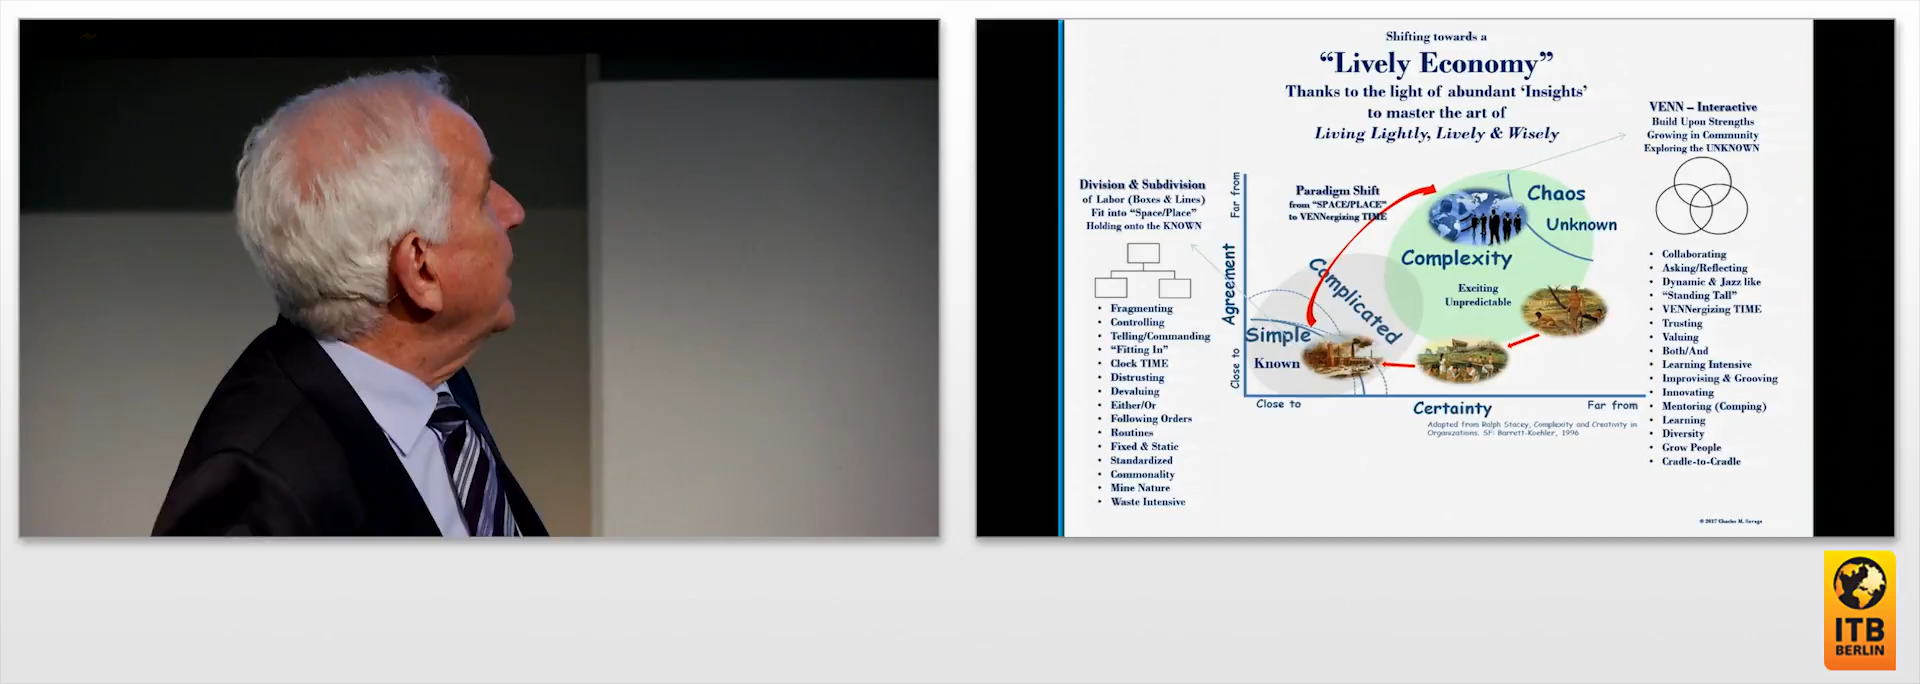 Shifting towards a
“Lively Economy”
Thanks to the light of abundant ‘Insights’
to master the art of
Living Lightly, Lively & Wisely
Division & Subdivision
of Labor (Boxes & Lines)
Fit into “Space/Place”
Holding onto the KNOWN
• Fragmenting
• Controlling
• Telling/Commanding
• “Fitting In”
• Clock TIME
• Distrusting
• Devaluing
• Either/Or
• Following Orders
• Routines
• Fixed & Static
• Standardized
• Commonality
• Mine Nature
• Waste Intensive
Paradigm Shift
from “SPACE/PLACE”
to VENNergizing TIME
Far from
Agreement
Close to
Chaos
Unknown
Complexity
Exciting
Unpredictable
Complicated
Simple
Known
Close to
Certainty
Far from
Adapted from Ralph Stacey, Complexity and Creativity in
Organizations. SF: Barrett-Koehler, 1996
VENN – Interactive
Build Upon Strengths
Growing in Community
Exploring the UNKNOWN
• Collaborating
• Asking/Reflecting
• Dynamic & Jazz like
• “Standing Tall”
• VENNergizing TIME
• Trusting
• Valuing
• Both/And
• Learning Intensive
• Improvising & Grooving
• Innovating
• Mentoring (Comping)
• Learning
• Diversity
• Grow People
• Cradle-to-Cradle
© 2017 Charles M. Savage
ITB
BERLIN